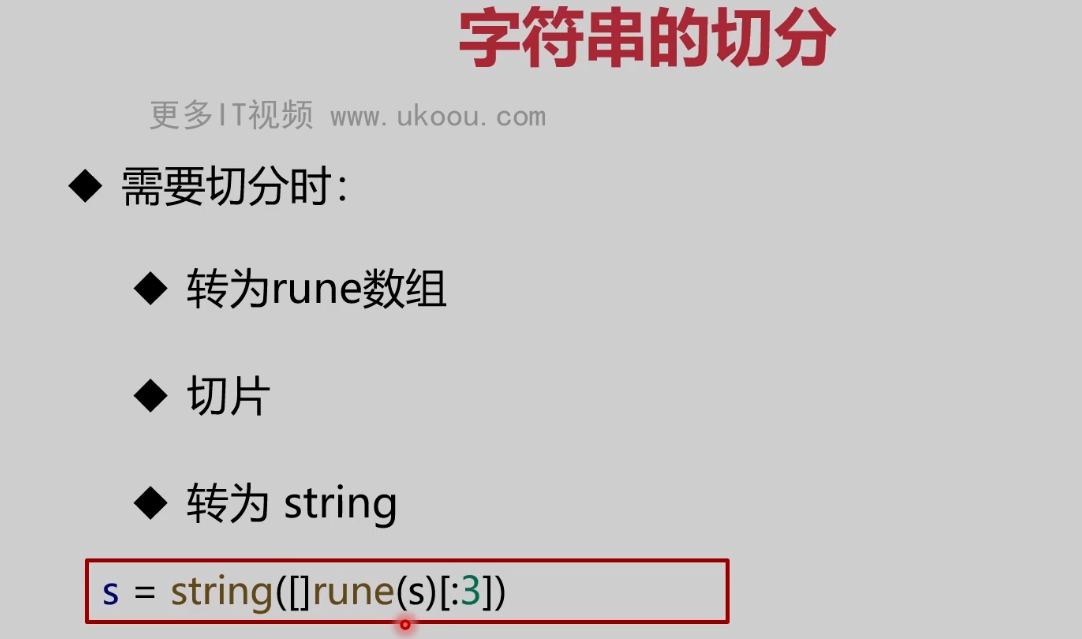 字符串的切分
更多IT视频 www.ukoou.com
◆ 需要切分时：
◆ 转为rune数组
◆ 切片
◆ 转为 string
s = string([]rune(s)[:3])